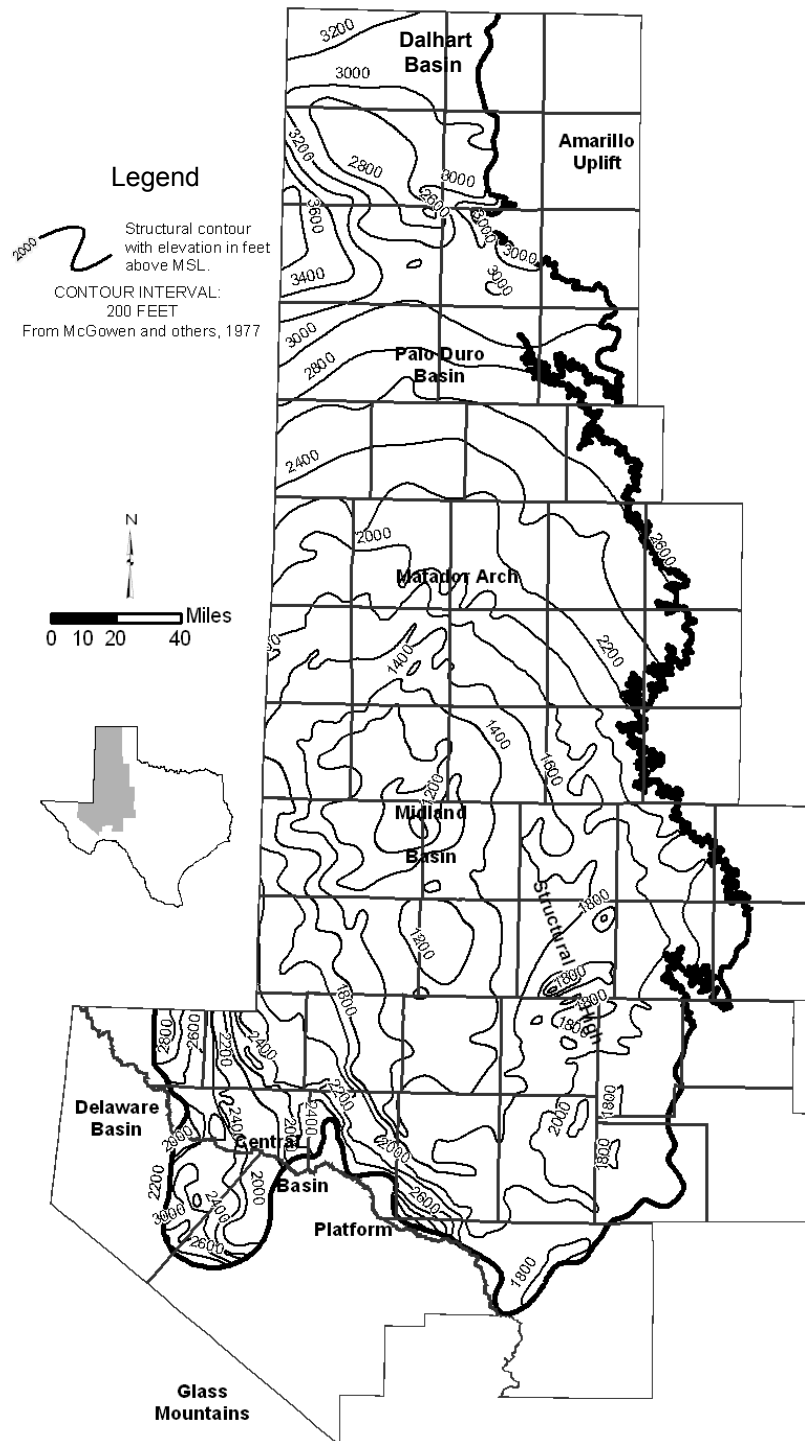 3200
Dalhart
Basin
3000
3200
2800
Amarillo
Uplift
3000
2600
3600
3000
3000
3000
3400
Legend
2000
Structural contour
with elevation in feet
above MSL.
CONTOUR INTERVAL:
200 FEET
From McGowen and others, 1977
3000
2800
Palo Duro
Basin
2400
N
2000
2600
Matador Arch
Miles
0 10 20 40
1400
2200
1400
1600
1200
Midland
Basin
Structural
High
1800
1200
1800
1800
1800
1800
2400
2800
2600
2200
2200
2000
1800
2000
1800
Delaware
Basin
2000
2400
2000
2400
Central
Basin
Platform
2200
2000
2400
3000
2600
2600
1800
Glass
Mountains